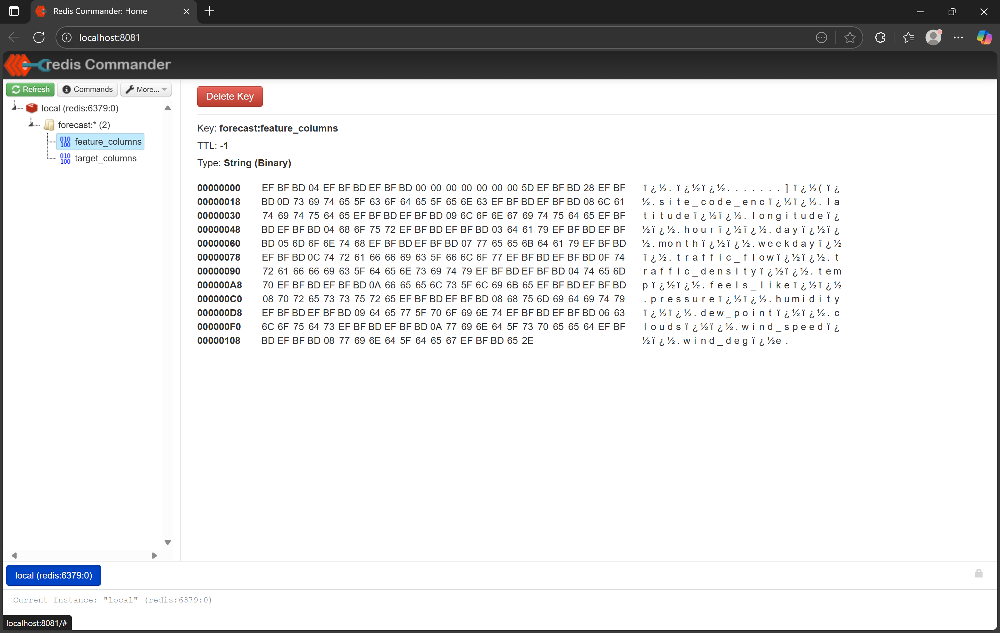 Redis Commander: Home
localhost:8081
redis Commander
Refresh Commands More...
local (redis:6379:0)
forecast:* (2)
010 100 feature_columns
010 100 target_columns
Delete Key
Key: forecast:feature_columns
TTL: -1
Type: String (Binary)
00000000 EF BF BD 04 EF BF BD EF BF BD 00 00 00 00 00 00 00 5D EF BF BD 28 EF BF ï¿½.ï¿½ï¿½.......]ï¿½(ï¿
00000018 BD 0D 73 69 74 65 5F 63 6F 64 65 5F 65 6E 63 EF BF BD EF BF BD 08 6C 61 ½.site_code_encï¿½ï¿½.la
00000030 74 69 74 75 64 65 EF BF BD EF BF BD 09 6C 6F 6E 67 69 74 75 64 65 EF BF titudeï¿½ï¿½.longitudeï¿
00000048 BD EF BF BD 04 68 6F 75 72 EF BF BD EF BF BD 03 64 61 79 EF BF BD EF BF ½ï¿½.hourï¿½ï¿½.dayï¿½ï¿
00000060 BD 05 6D 6F 6E 74 68 EF BF BD EF BF BD 07 77 65 65 6B 64 61 79 EF BF BD ½.monthï¿½ï¿½.weekdayï¿½
00000078 EF BF BD 0C 74 72 61 66 66 69 63 5F 66 6C 6F 77 EF BF BD EF BF BD 0F 74 ï¿½.traffic_flowï¿½ï¿½.t
00000090 72 61 66 66 69 63 5F 64 65 6E 73 69 74 79 EF BF BD EF BF BD 04 74 65 6D raffic_densityï¿½ï¿½.tem
000000A8 70 EF BF BD EF BF BD 0A 66 65 65 6C 73 5F 6C 69 6B 65 EF BF BD EF BF BD pï¿½ï¿½.feels_likeï¿½ï¿½
000000C0 08 70 72 65 73 73 75 72 65 EF BF BD EF BF BD 08 68 75 6D 69 64 69 74 79 .pressureï¿½ï¿½.humidity
000000D8 EF BF BD EF BF BD 09 64 65 77 5F 70 6F 69 6E 74 EF BF BD EF BF BD 06 63 ï¿½ï¿½.dew_pointï¿½ï¿½.c
000000F0 6C 6F 75 64 73 EF BF BD EF BF BD 0A 77 69 6E 64 5F 73 70 65 65 64 EF BF loudsï¿½ï¿½.wind_speedï¿
00000108 BD EF BF BD 08 77 69 6E 64 5F 64 65 67 EF BF BD 65 2E ½ï¿½.wind_degï¿½e.
local (redis:6379:0)
Current Instance: "local" (redis:6379:0)
localhost:8081/#